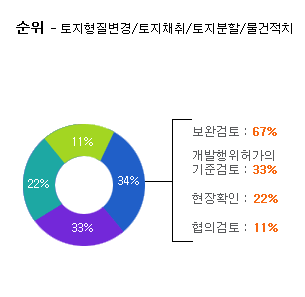 순위 - 토지형질변경/토지채취/토지분할/물건적치
11%
34%
22%
33%
보완검토 : 67%
개발행위허가의
기준검토 : 33%
현장확인 : 22%
협의검토 : 11%